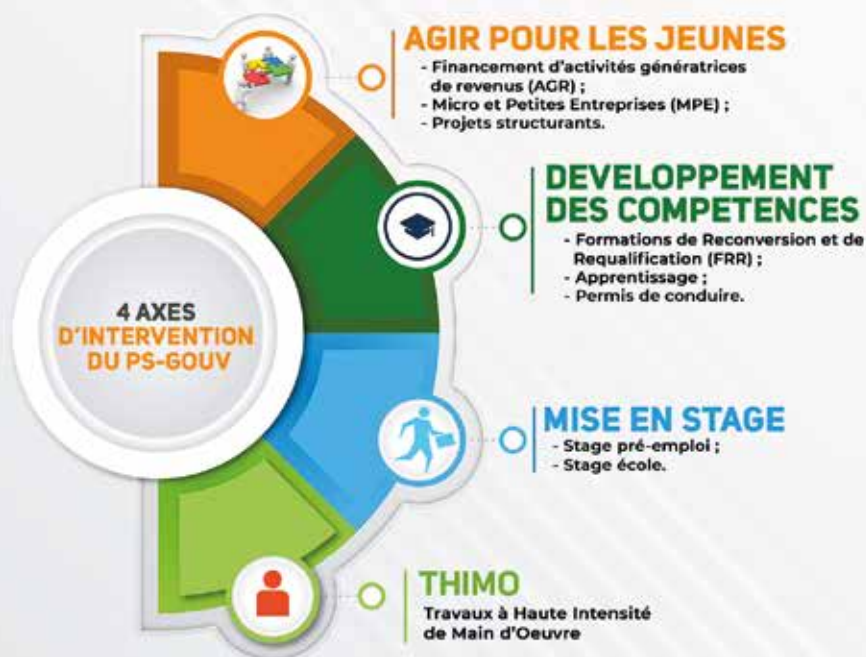 4 AXES
D'INTERVENTION
DU PS-GOUV
AGIR POUR LES JEUNES
- Financement d'activités génératrices
de revenus (AGR) ;
- Micro et Petites Entreprises (MPE) ;
- Projets structurants.
DEVELOPPEMENT
DES COMPETENCES
- Formations de Reconversion et de
Requalification (FRR) ;
- Apprentissage ;
- Permis de conduire.
MISE EN STAGE
- Stage pré-emploi ;
- Stage école.
THIMO
Travaux à Haute Intensité
de Main d'Oeuvre